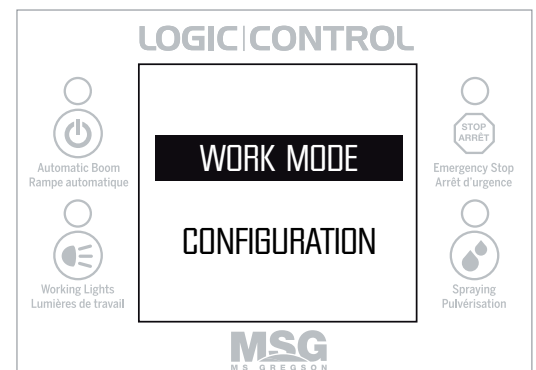 LOGIC|CONTROL
Automatic Boom
Rampe automatique
Working Lights
Lumières de travail
WORK MODE
CONFIGURATION
STOP
ARRÊT
Emergency Stop
Arrêt d'urgence
Spraying
Pulvérisation
MSG
MS GREGSON